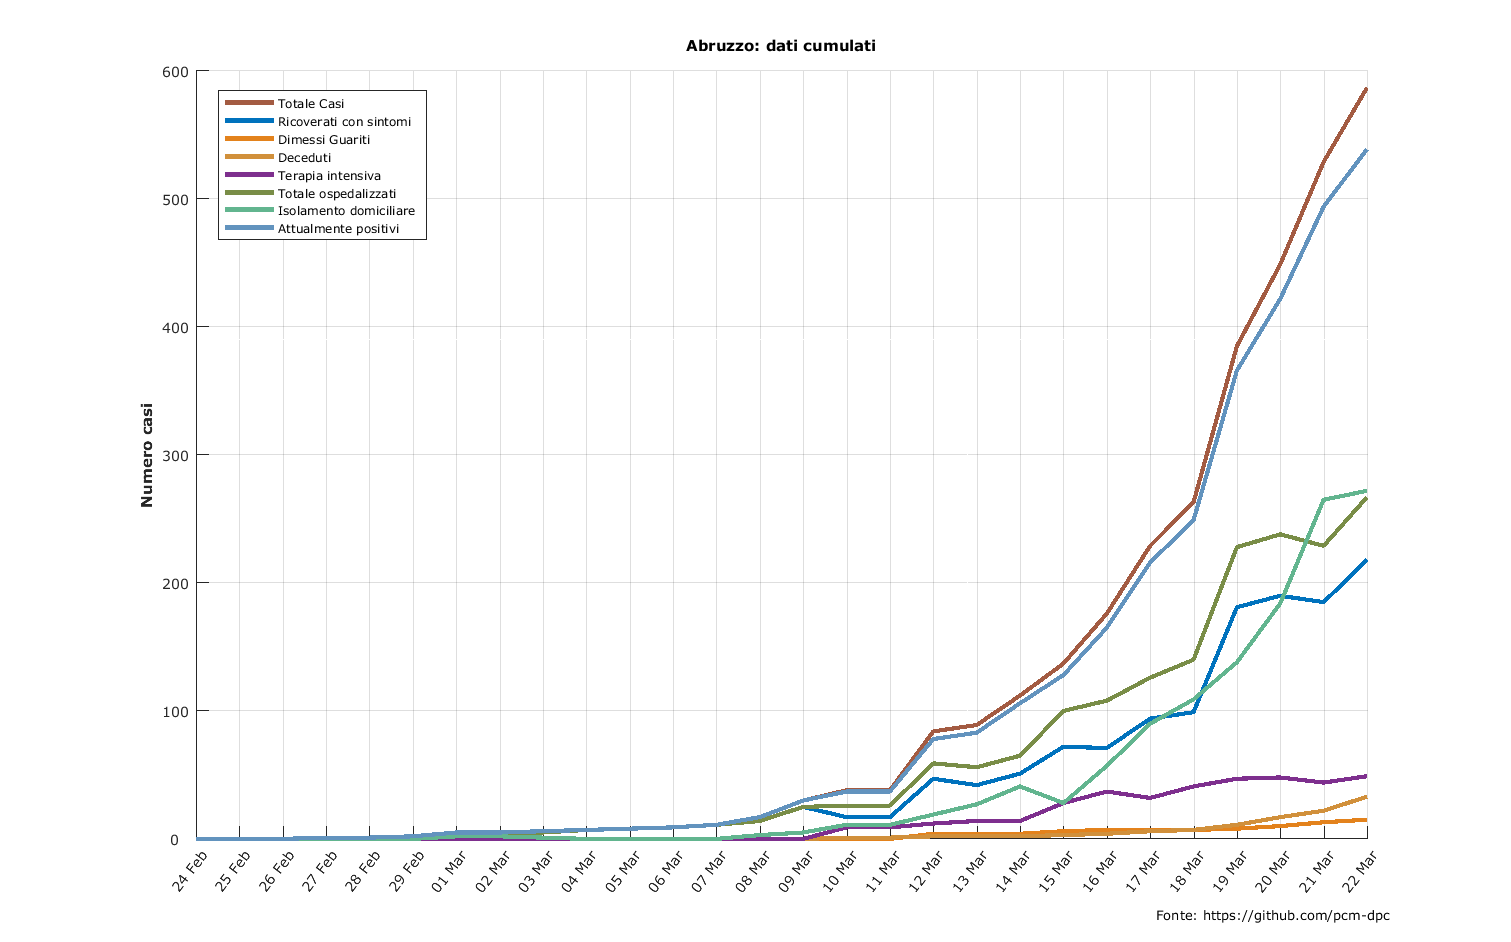 Abruzzo: dati cumulati
600
500
400
300
200
100
0
Numero casi
Totale Casi
Ricoverati con sintomi
Dimessi Guariti
Deceduti
Terapia intensiva
Totale ospedalizzati
Isolamento domiciliare
Attualmente positivi
24 Feb
25 Feb
26 Feb
27 Feb
28 Feb
29 Feb
01 Mar
02 Mar
03 Mar
04 Mar
05 Mar
06 Mar
07 Mar
08 Mar
09 Mar
10 Mar
11 Mar
12 Mar
13 Mar
14 Mar
15 Mar
16 Mar
17 Mar
18 Mar
19 Mar
20 Mar
21 Mar
22 Mar
Fonte: https://github.com/pcm-dpc